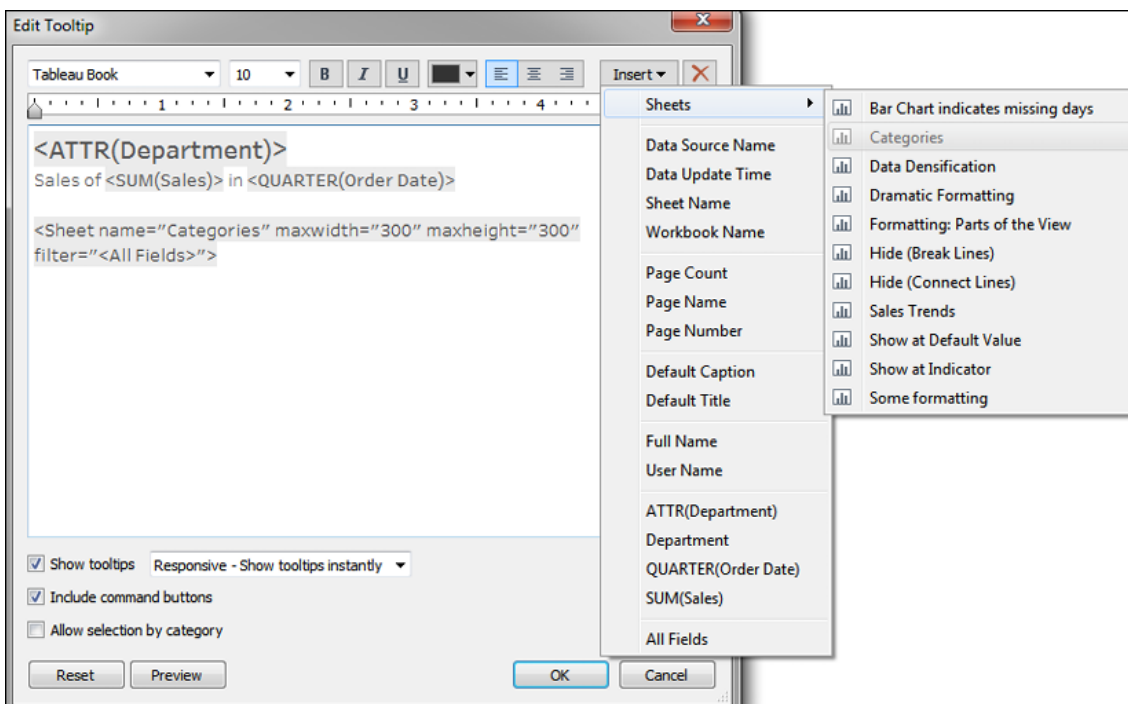 Edit Tooltip
Tableau Book 10 B I U Insert
1 2 3 4
<ATTR(Department)>
Sales of <SUM(Sales)> in <QUARTER(Order Date)>
<Sheet name="Categories" maxwidth="300" maxheight="300"
filter="<All Fields>">
Show tooltips Responsive - Show tooltips instantly
Include command buttons
Allow selection by category
Reset Preview OK Cancel
Sheets
Data Source Name
Data Update Time
Sheet Name
Workbook Name
Page Count
Page Name
Page Number
Default Caption
Default Title
Full Name
User Name
ATTR(Department)
Department
QUARTER(Order Date)
SUM(Sales)
All Fields
Bar Chart indicates missing days
Categories
Data Densification
Dramatic Formatting
Formatting: Parts of the View
Hide (Break Lines)
Hide (Connect Lines)
Sales Trends
Show at Default Value
Show at Indicator
Some formatting